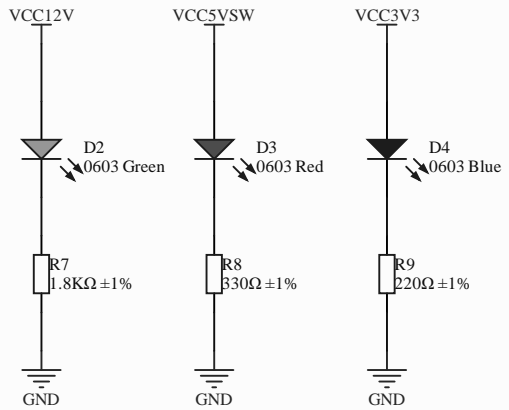 VCC12V
VCC5VSW
VCC3V3
D2
0603 Green
D3
0603 Red
D4
0603 Blue
R7
1.8KΩ ±1%
R8
330Ω ±1%
R9
220Ω ±1%
GND
GND
GND